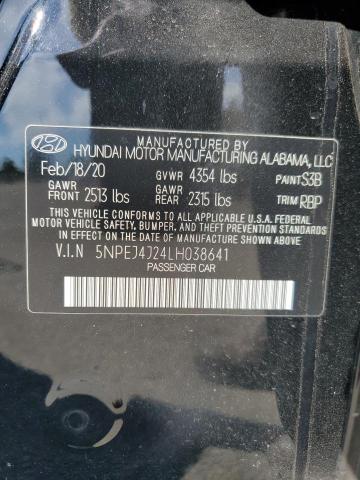 MANUFACTURED BY
HYUNDAI MOTOR MANUFACTURING ALABAMA, LLC
Feb/18/20 GVWR 4354 lbs PAINT S3B
GAWR FRONT 2513 lbs GAWR REAR 2315 lbs TRIM RBP
THIS VEHICLE CONFORMS TO ALL APPLICABLE U.S.A FEDERAL
MOTOR VEHICLE SAFETY, BUMPER, AND THEFT PREVENTION STANDARDS
IN EFFECT ON THE DATE OF MANUFACTURE SHOWN ABOVE.
V.I.N 5NPEJ4J24LH038641
PASSENGER CAR